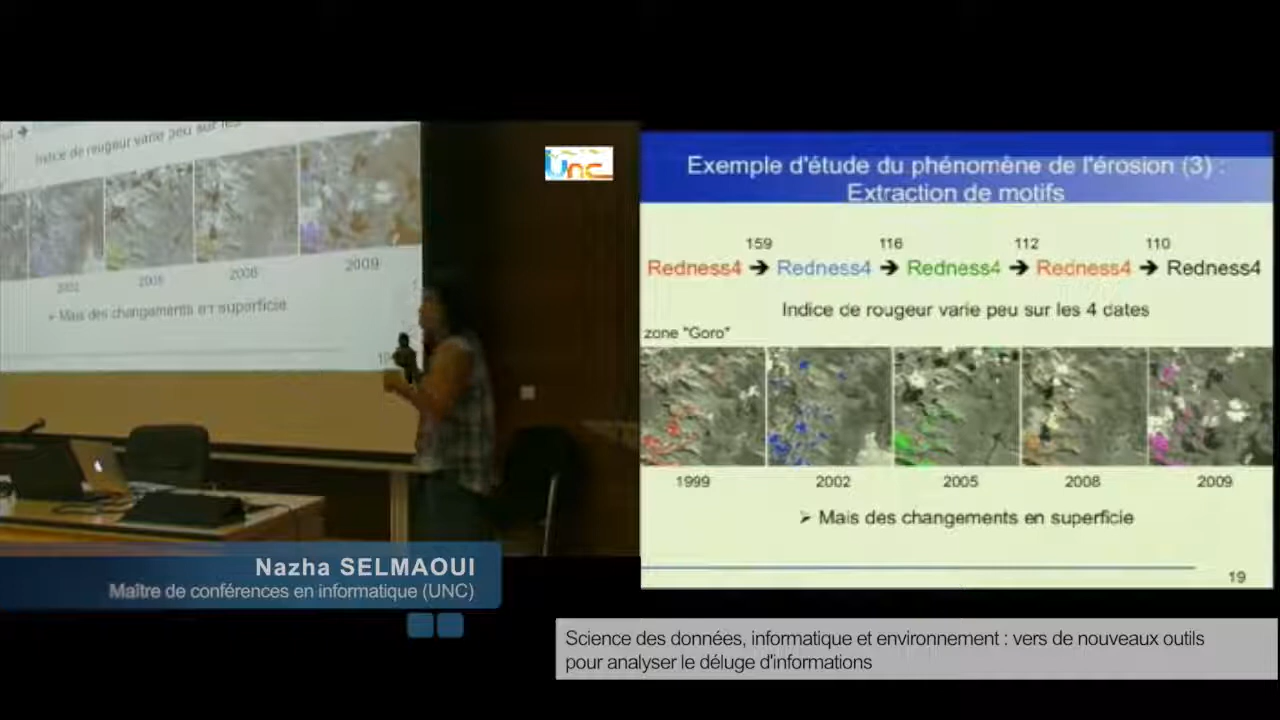 Indice de rougeur varie peu sur les
2002
2005
2008
2009
Mais des changements en superficie
Unc
Exemple d'étude du phénomène de l'érosion (3) :
Extraction de motifs
159 116 112 110
Redness4 ➔ Redness4 ➔ Redness4 ➔ Redness4 ➔ Redness4
Indice de rougeur varie peu sur les 4 dates
zone "Goro"
1999 2002 2005 2008 2009
➢ Mais des changements en superficie
19
Nazha SELMAOUI
Maître de conférences en informatique (UNC)
Science des données, informatique et environnement : vers de nouveaux outils
pour analyser le déluge d'informations